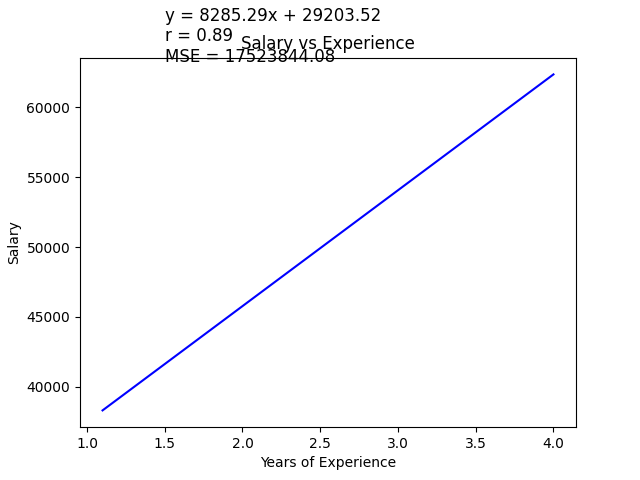 y = 8285.29x + 29203.52
r = 0.89
Salary vs Experience
MSE = 17523844.08
60000
55000
50000
45000
40000
Salary
1.0 1.5 2.0 2.5 3.0 3.5 4.0
Years of Experience